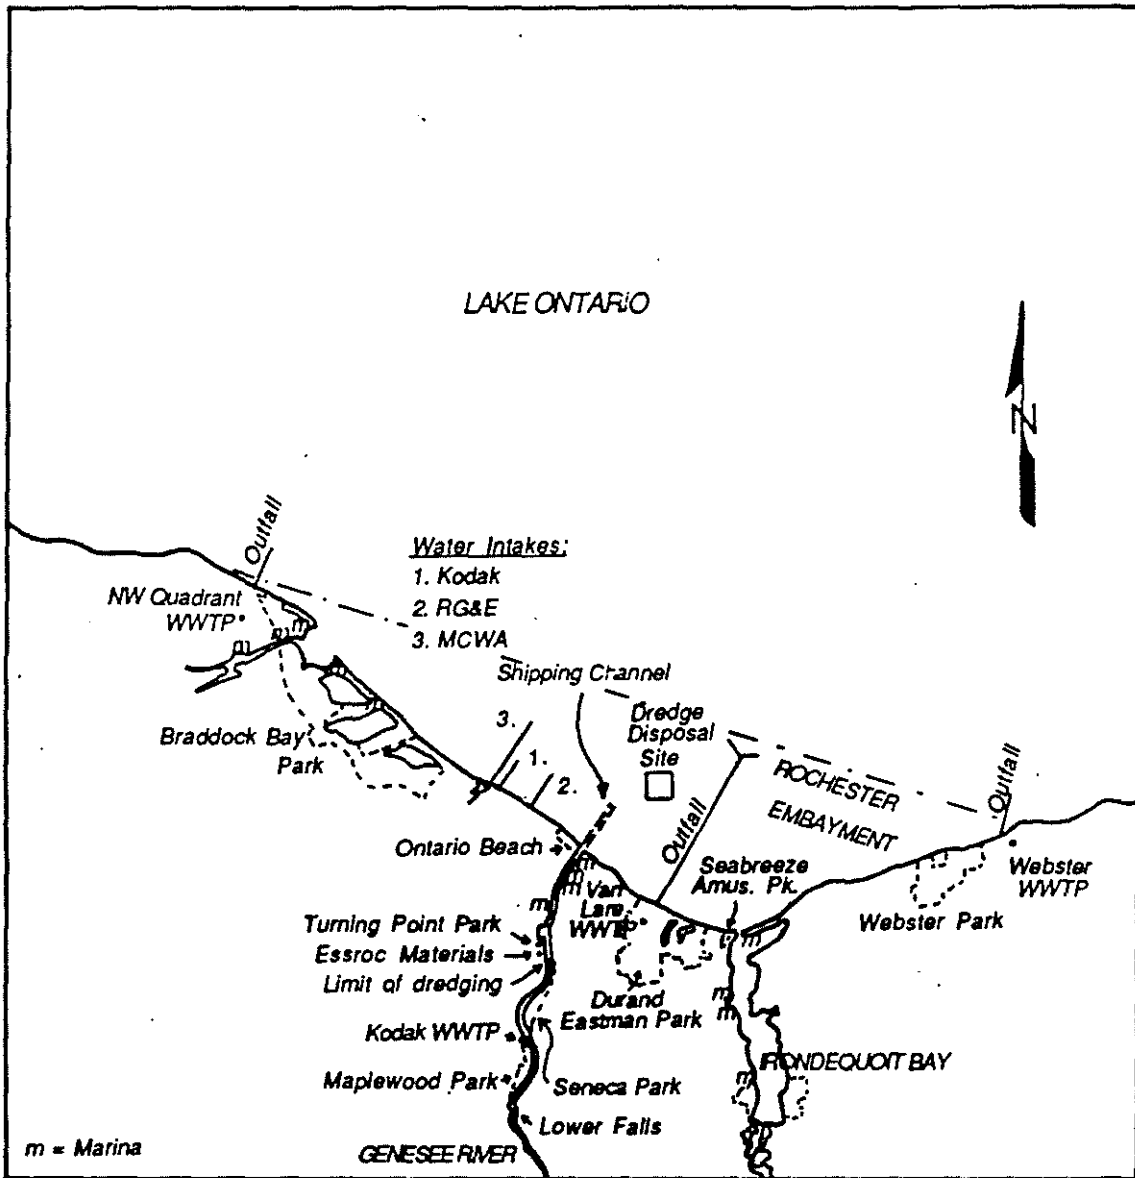 LAKE ONTARIO
N
Outfall
Water Intakes:
1. Kodak
2. RG&E
3. MCWA
NW Quadrant
WWTP
m
m
m
m
Shipping Channel
Dredge
Disposal
Site
3.
1.
2.
Braddock Bay
Park
Outfall
ROCHESTER
EMBAYMENT
Outfall
Ontario Beach
m
m
m
m
Van
Lare
WWTP
Seabreeze
Amus. Pk.
m
Webster
WWTP
Webster Park
Turning Point Park
Essroc Materials
Limit of dredging
Durand
Eastman Park
m
m
Kodak WWTP
Maplewood Park
Seneca Park
IRONDEQUOIT BAY
m
Lower Falls
m = Marina
GENESEE RIVER